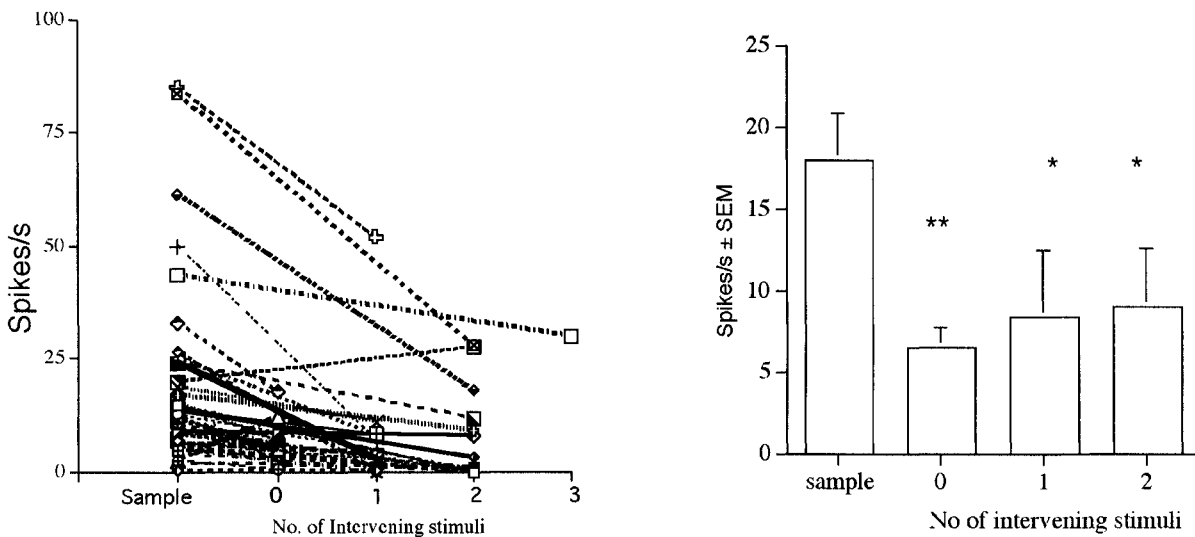 100
75
50
25
0
Spikes/s
Sample 0 1 2 3
No. of Intervening stimuli
25
20
15
10
5
0
Spikes/s ± SEM
**
*
*
sample 0 1 2
No of intervening stimuli